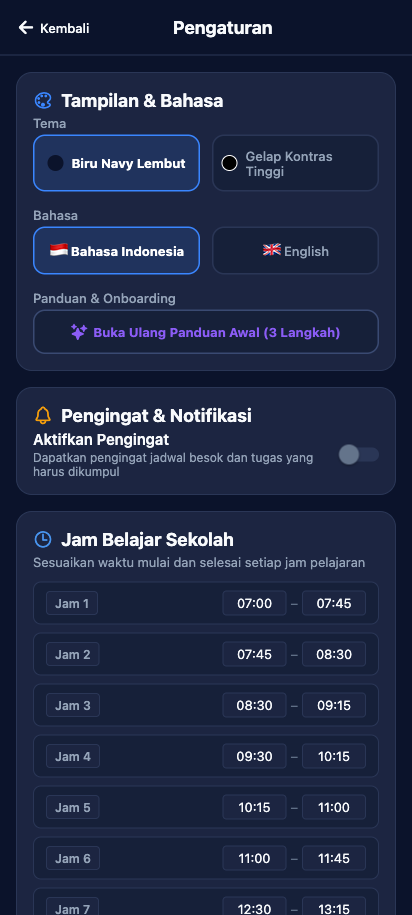 Kembali
Pengaturan
Tampilan & Bahasa
Tema
Biru Navy Lembut
Gelap Kontras
Tinggi
Bahasa
Bahasa Indonesia
English
Panduan & Onboarding
Buka Ulang Panduan Awal (3 Langkah)
Pengingat & Notifikasi
Aktifkan Pengingat
Dapatkan pengingat jadwal besok dan tugas yang
harus dikumpul
Jam Belajar Sekolah
Sesuaikan waktu mulai dan selesai setiap jam pelajaran
Jam 1 07:00 – 07:45
Jam 2 07:45 – 08:30
Jam 3 08:30 – 09:15
Jam 4 09:30 – 10:15
Jam 5 10:15 – 11:00
Jam 6 11:00 – 11:45
Jam 7 12:30 – 13:15